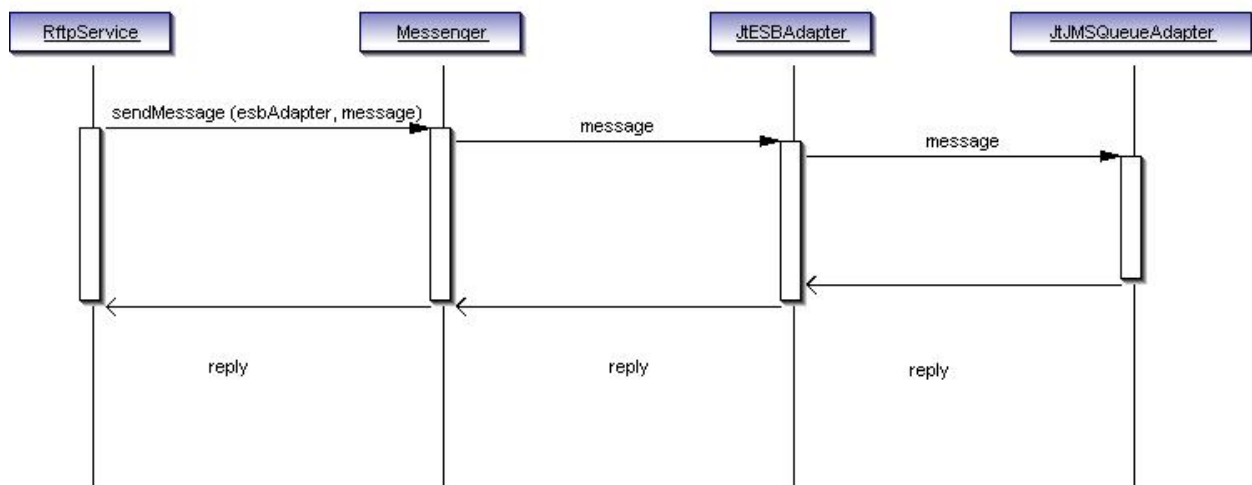 RftpService
Messenger
JtESBAdapter
JtJMSQueueAdapter
sendMessage (esbAdapter, message)
message
message
reply
reply
reply